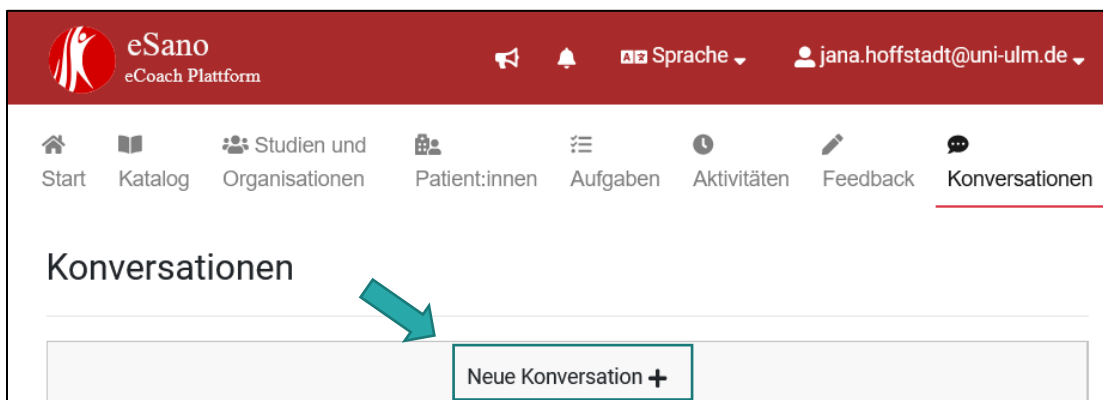 eSano
eCoach Plattform
Sprache
jana.hoffstadt@uni-ulm.de
Start
Katalog
Studien und
Organisationen
Patient:innen
Aufgaben
Aktivitäten
Feedback
Konversationen
Konversationen
Neue Konversation +